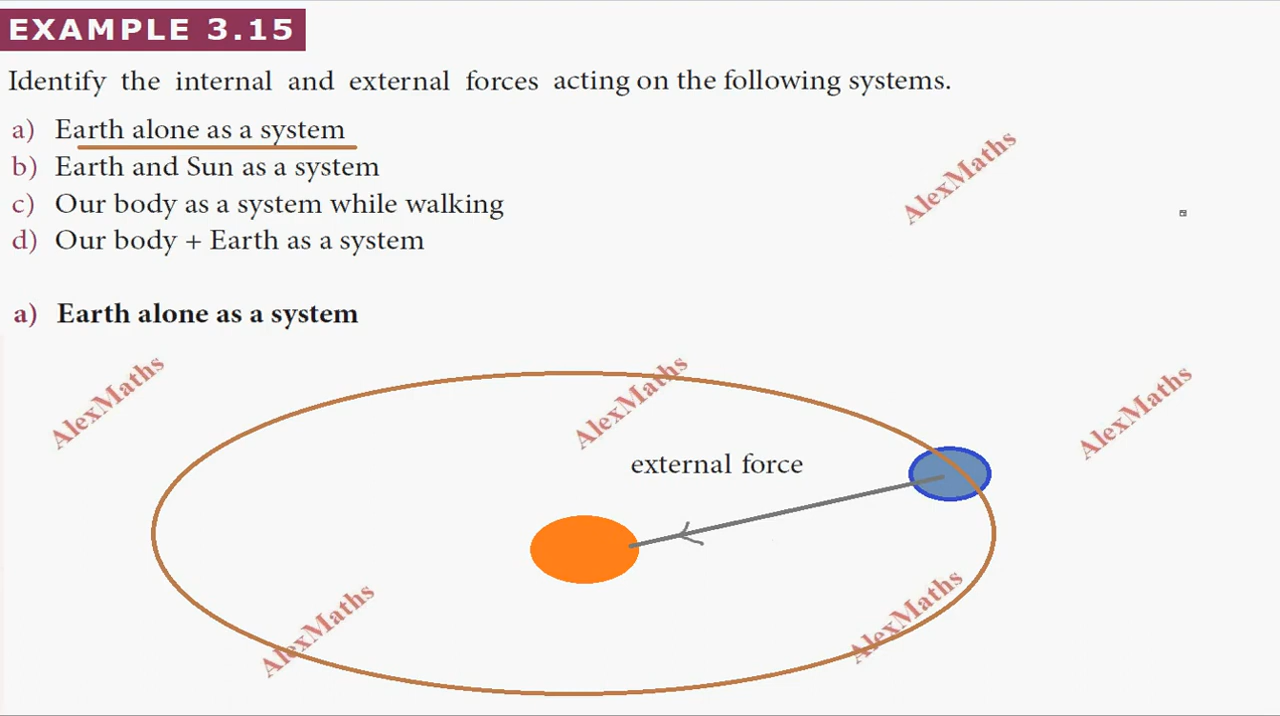 EXAMPLE 3.15
Identify the internal and external forces acting on the following systems.
a) Earth alone as a system
b) Earth and Sun as a system
c) Our body as a system while walking
d) Our body + Earth as a system
AlexMaths
a) Earth alone as a system
AlexMaths
AlexMaths
AlexMaths
external force
AlexMaths
AlexMaths